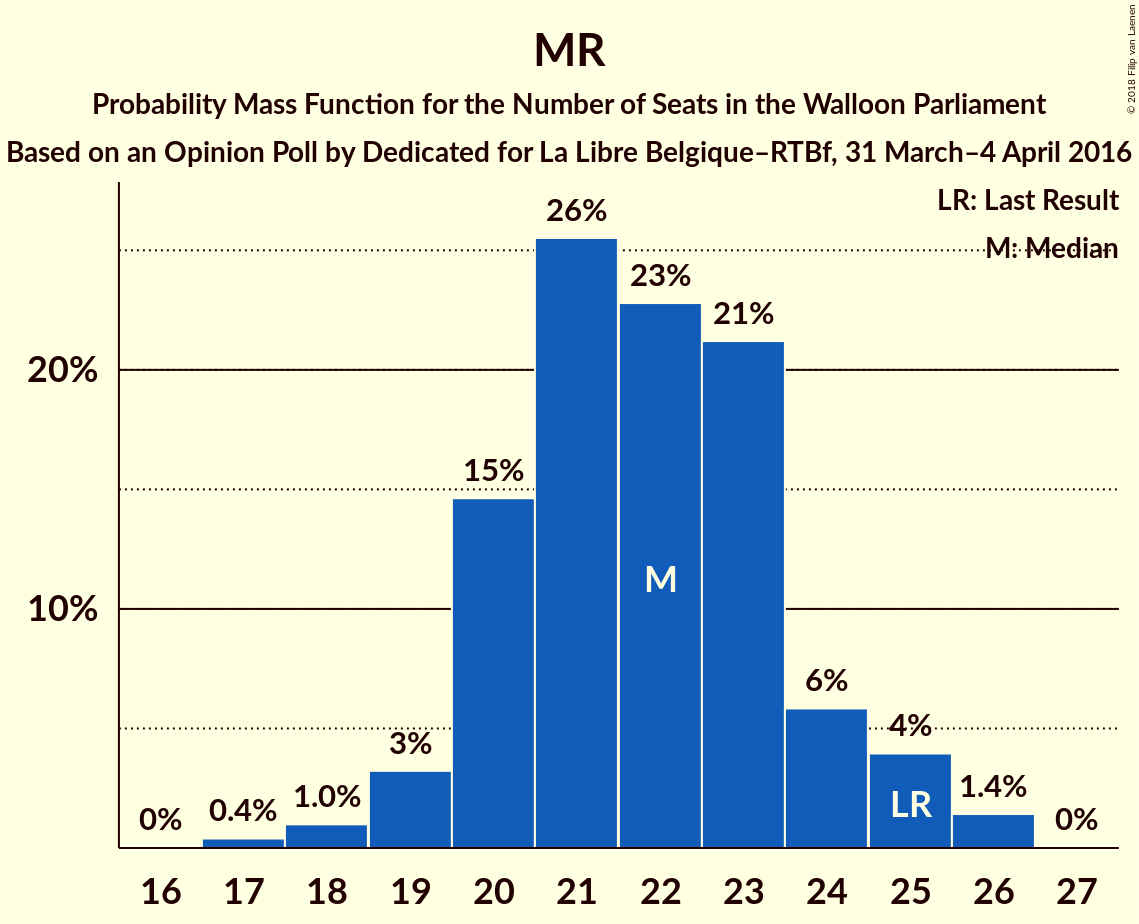 MR
Probability Mass Function for the Number of Seats in the Walloon Parliament
Based on an Opinion Poll by Dedicated for La Libre Belgique–RTBf, 31 March–4 April 2016
© 2018 Filip van Laenen
LR: Last Result
M: Median
26%
23%
21%
20%
15%
M
10%
6%
4%
3%
LR
1.4%
1.0%
0.4%
0%
0%
16 17 18 19 20 21 22 23 24 25 26 27